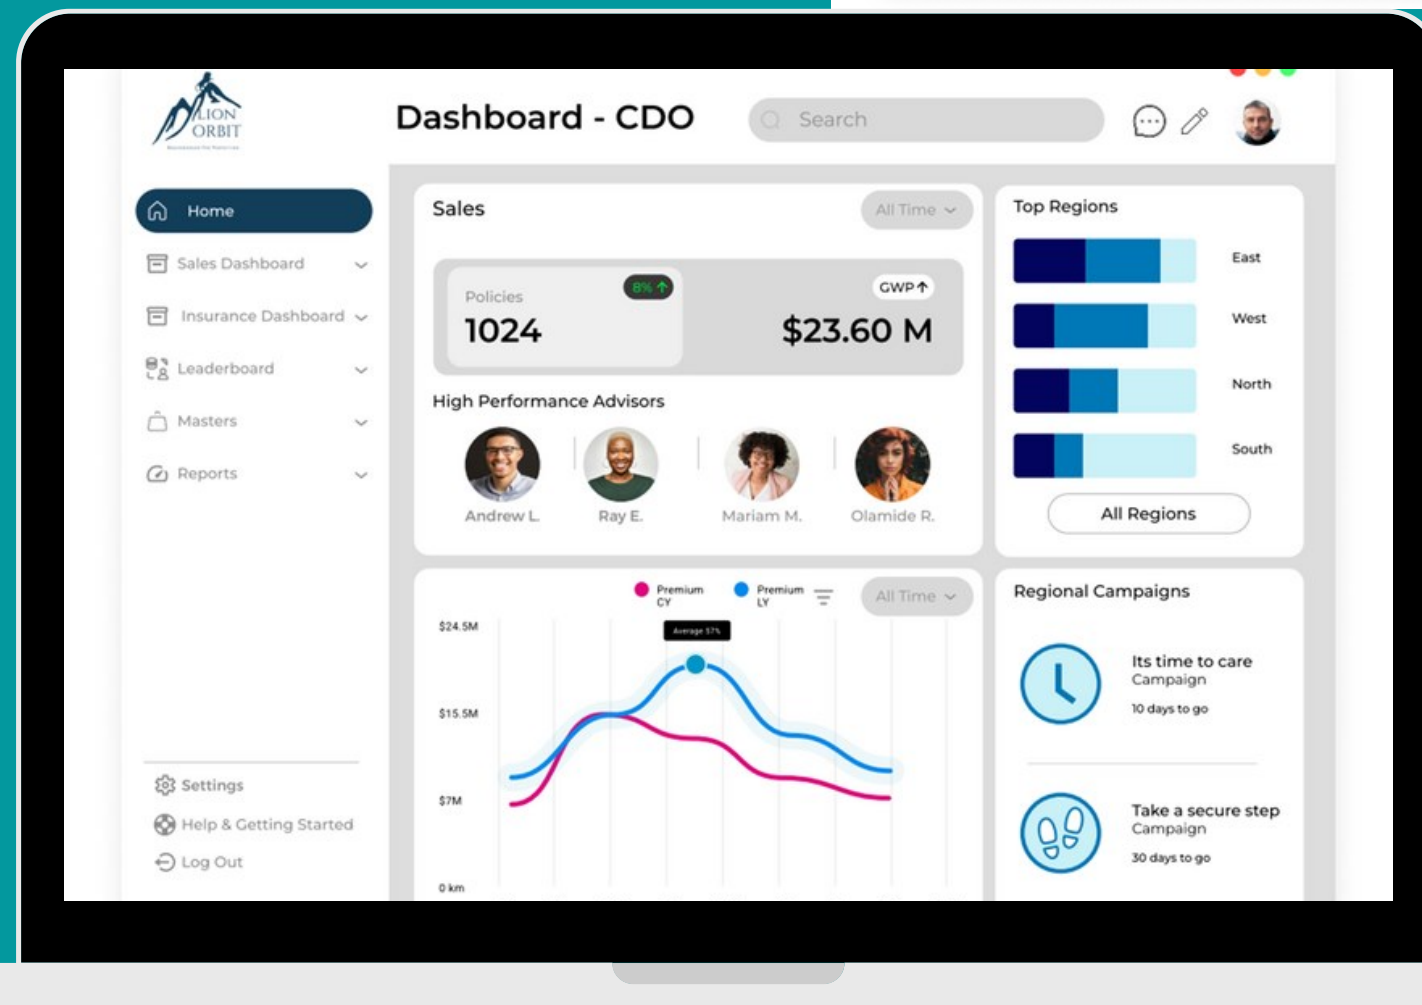 LION
ORBIT
Dashboard - CDO
Search
Home
Sales Dashboard
Insurance Dashboard
Leaderboard
Masters
Reports
Settings
Help & Getting Started
Log Out
Sales
All Time
Policies
8%
1024
GWP
$23.60 M
High Performance Advisors
Andrew L.
Ray E.
Mariam M.
Olamide R.
Top Regions
East
West
North
South
All Regions
Premium
CY
Premium
LY
All Time
Average 57%
$24.5M
$15.5M
$7M
0 km
Regional Campaigns
Its time to care
Campaign
10 days to go
Take a secure step
Campaign
30 days to go